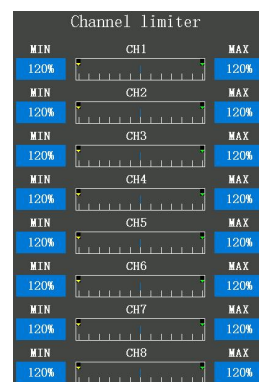 Channel limiter
MIN CH1 MAX
120% 120%
MIN CH2 MAX
120% 120%
MIN CH3 MAX
120% 120%
MIN CH4 MAX
120% 120%
MIN CH5 MAX
120% 120%
MIN CH6 MAX
120% 120%
MIN CH7 MAX
120% 120%
MIN CH8 MAX
120% 120%